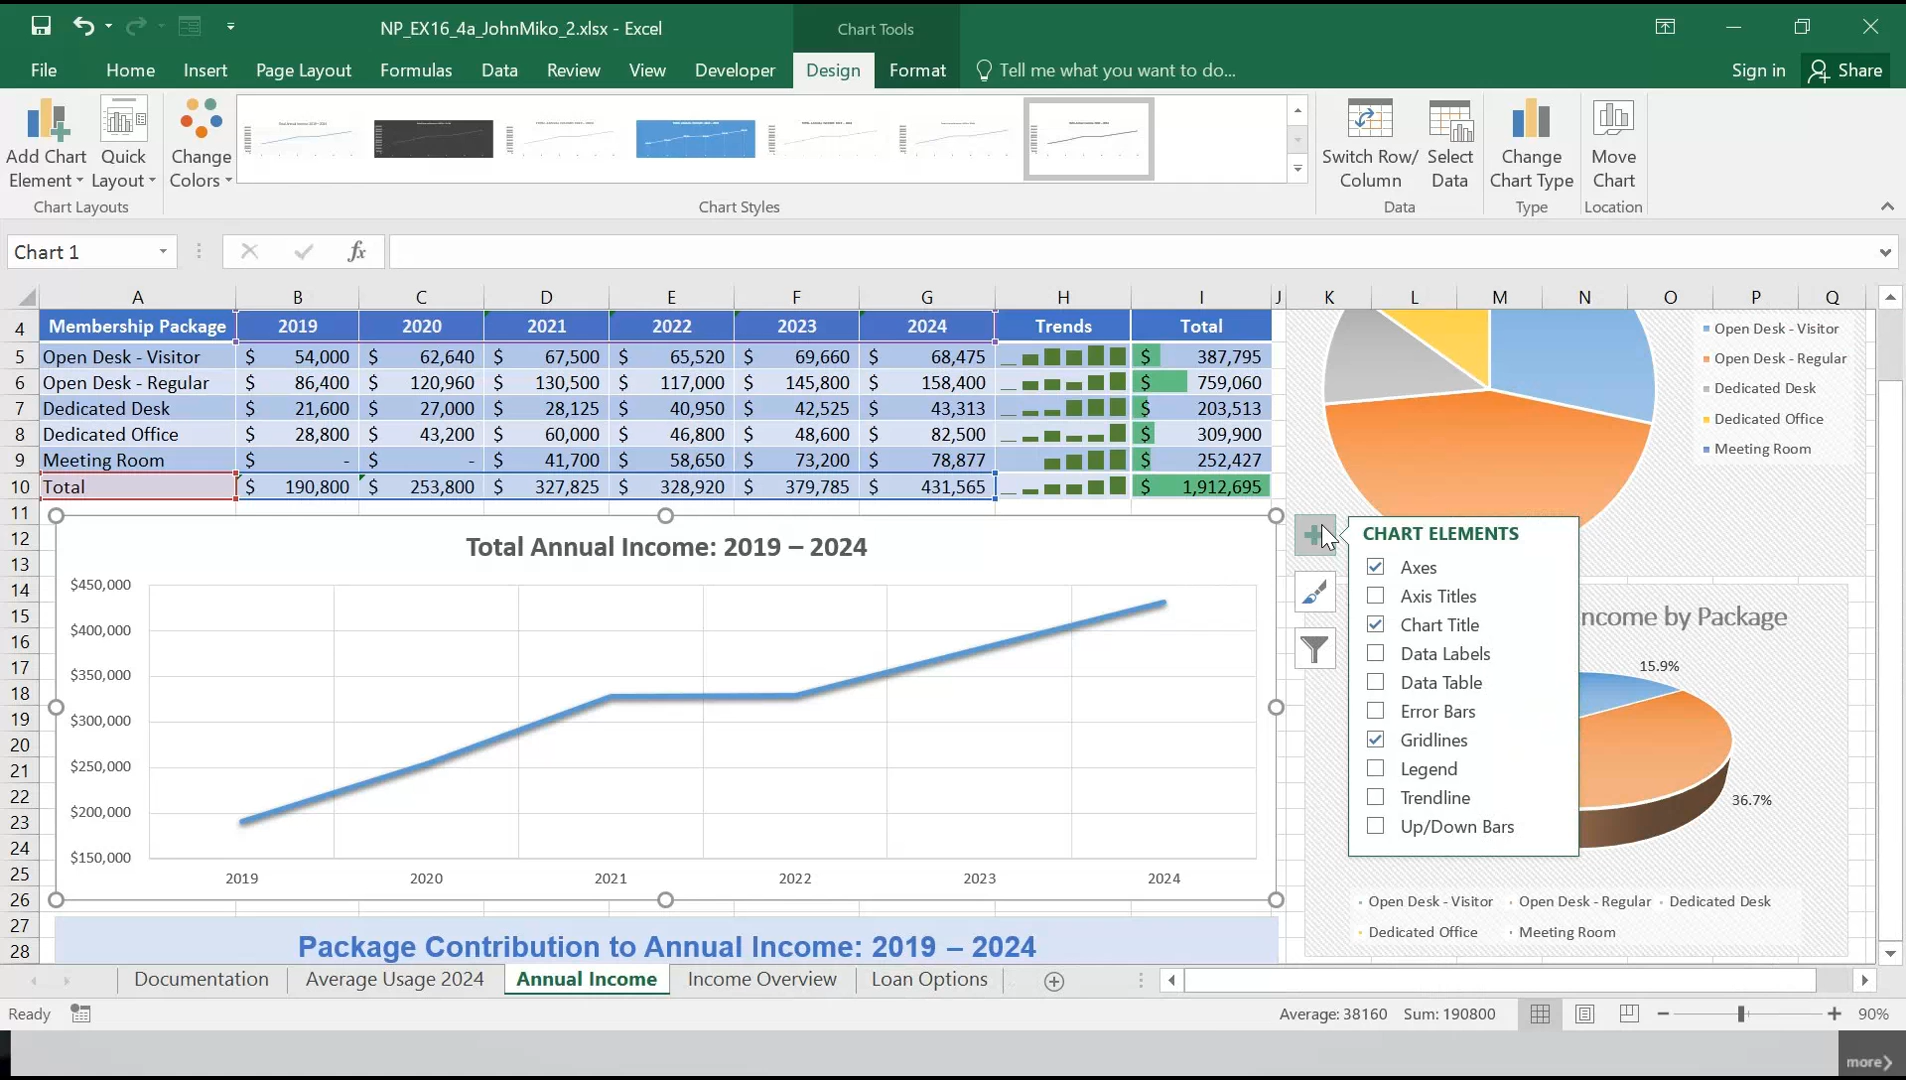 NP_EX16_4a_JohnMiko_2.xlsx - Excel
Chart Tools
File Home Insert Page Layout Formulas Data Review View Developer Design Format Tell me what you want to do... Sign in Share
Add Chart Element Quick Layout Change Colors Switch Row/Column Select Data Change Chart Type Move Chart
Chart Layouts Chart Styles Data Type Location
Chart 1 fx
A B C D E F G H I J K L M N O P Q
4 Membership Package 2019 2020 2021 2022 2023 2024 Trends Total
5 Open Desk - Visitor $ 54,000 $ 62,640 $ 67,500 $ 65,520 $ 69,660 $ 68,475 $ 387,795
6 Open Desk - Regular $ 86,400 $ 120,960 $ 130,500 $ 117,000 $ 145,800 $ 158,400 $ 759,060
7 Dedicated Desk $ 21,600 $ 27,000 $ 28,125 $ 40,950 $ 42,525 $ 43,313 $ 203,513
8 Dedicated Office $ 28,800 $ 43,200 $ 60,000 $ 46,800 $ 48,600 $ 82,500 $ 309,900
9 Meeting Room $ - $ - $ 41,700 $ 58,650 $ 73,200 $ 78,877 $ 252,427
10 Total $ 190,800 $ 253,800 $ 327,825 $ 328,920 $ 379,785 $ 431,565 $ 1,912,695
11
12
13
14
15
16
17
18
19
20
21
22
23
24
25
26
27
28
Open Desk - Visitor
Open Desk - Regular
Dedicated Desk
Dedicated Office
Meeting Room
Total Annual Income: 2019 – 2024
$450,000
$400,000
$350,000
$300,000
$250,000
$200,000
$150,000
2019 2020 2021 2022 2023 2024
CHART ELEMENTS
Axes
Axis Titles
Chart Title
Data Labels
Data Table
Error Bars
Gridlines
Legend
Trendline
Up/Down Bars
ncome by Package
15.9%
36.7%
Open Desk - Visitor Open Desk - Regular Dedicated Desk
Dedicated Office Meeting Room
Package Contribution to Annual Income: 2019 – 2024
Documentation Average Usage 2024 Annual Income Income Overview Loan Options
Ready Average: 38160 Sum: 190800 90%
more